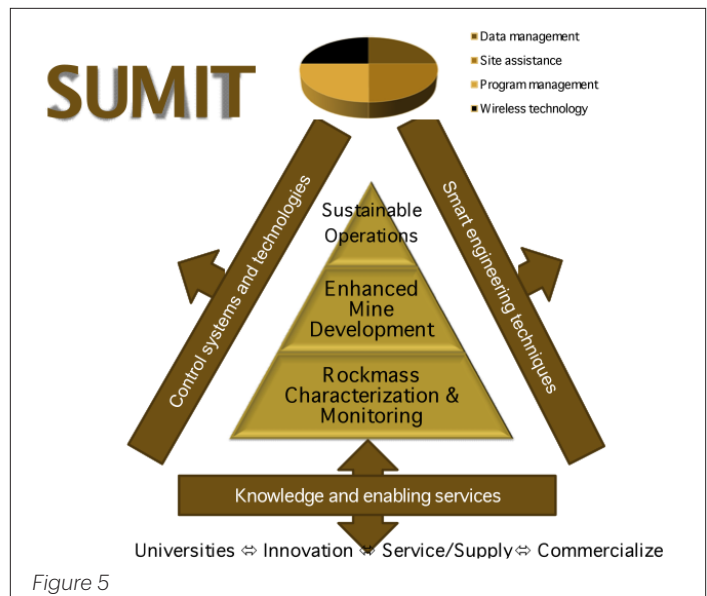 SUMIT
Data management
Site assistance
Program management
Wireless technology
Control systems and technologies
Smart engineering techniques
Sustainable
Operations
Enhanced
Mine
Development
Rockmass
Characterization &
Monitoring
Knowledge and enabling services
Universities ⇔ Innovation ⇔ Service/Supply ⇔ Commercialize
Figure 5